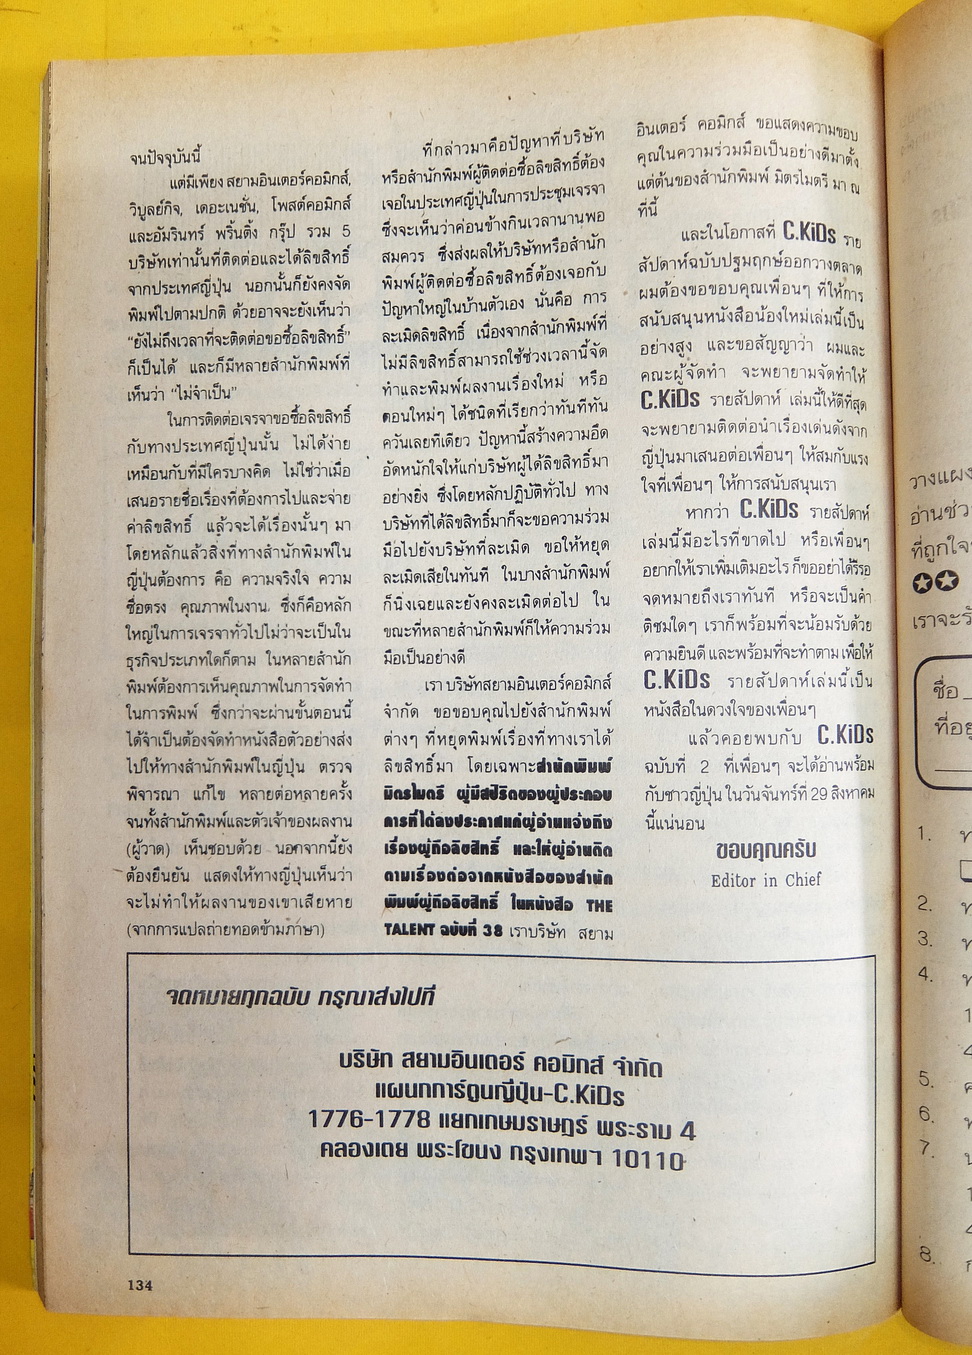 จนปัจจุบันนี้
แต่มีเพียง สยามอินเตอร์คอมิกส์,
วิบูลย์กิจ, เดอะเนชั่น, โพสต์คอมิกส์
และอัมรินทร์ พริ้นติ้ง กรุ๊ป รวม 5
บริษัทเท่านั้นที่ติดต่อและได้ลิขสิทธิ์
จากประเทศญี่ปุ่น นอกนั้นก็ยังคงจัด
พิมพ์ไปตามปกติ ด้วยอาจจะยังเห็นว่า
"ยังไม่ถึงเวลาที่จะติดต่อขอซื้อลิขสิทธิ์"
ก็เป็นได้ และก็มีหลายสำนักพิมพ์ที่
เห็นว่า "ไม่จำเป็น"
ในการติดต่อเจรจาขอซื้อลิขสิทธิ์
กับทางประเทศญี่ปุ่นนั้น ไม่ได้ง่าย
เหมือนกับที่มีใครบางคิด ไม่ใช่ว่าเมื่อ
เสนอรายชื่อเรื่องที่ต้องการไปและจ่าย
ค่าลิขสิทธิ์ แล้วจะได้เรื่องนั้นๆ มา
โดยหลักแล้วสิ่งที่ทางสำนักพิมพ์ใน
ญี่ปุ่นต้องการ คือ ความจริงใจ ความ
ซื่อตรง คุณภาพในงาน ซึ่งก็คือหลัก
ใหญ่ในการเจรจาทั่วไปไม่ว่าจะเป็นใน
ธุรกิจประเภทใดก็ตาม ในหลายสำนัก
พิมพ์ต้องการเห็นคุณภาพในการจัดทำ
ในการพิมพ์ ซึ่งกว่าจะผ่านขั้นตอนนี้
ได้จำเป็นต้องจัดทำหนังสือตัวอย่างส่ง
ไปให้ทางสำนักพิมพ์ในญี่ปุ่น ตรวจ
พิจารณา แก้ไข หลายต่อหลายครั้ง
จนทั้งสำนักพิมพ์และตัวเจ้าของผลงาน
(ผู้วาด) เห็นชอบด้วย นอกจากนี้ยัง
ต้องยืนยัน แสดงให้ทางญี่ปุ่นเห็นว่า
จะไม่ทำให้ผลงานของเขาเสียหาย
(จากการแปลถ่ายทอดข้ามภาษา)
ที่กล่าวมาคือปัญหาที่บริษัท
หรือสำนักพิมพ์ผู้ติดต่อซื้อลิขสิทธิ์ต้อง
เจอในประเทศญี่ปุ่นในการประชุมเจรจา
ซึ่งจะเห็นว่าค่อนข้างกินเวลานานพอ
สมควร ซึ่งส่งผลให้บริษัทหรือสำนัก
พิมพ์ผู้ติดต่อซื้อลิขสิทธิ์ต้องเจอกับ
ปัญหาใหญ่ในบ้านตัวเอง นั่นคือ การ
ละเมิดลิขสิทธิ์ เนื่องจากสำนักพิมพ์ที่
ไม่มีลิขสิทธิ์สามารถใช้ช่วงเวลานี้จัด
ทำและพิมพ์ผลงานเรื่องใหม่ หรือ
ตอนใหม่ๆ ได้ชนิดที่เรียกว่าทันทีทัน
ควันเลยทีเดียว ปัญหานี้สร้างความอึด
อัดหนักใจให้แก่บริษัทผู้ได้ลิขสิทธิ์มา
อย่างยิ่ง ซึ่งโดยหลักปฏิบัติทั่วไป ทาง
บริษัทที่ได้ลิขสิทธิ์มาก็จะขอความร่วม
มือไปยังบริษัทที่ละเมิด ขอให้หยุด
ละเมิดเสียในทันที ในบางสำนักพิมพ์
ก็นิ่งเฉยและยังคงละเมิดต่อไป ใน
ขณะที่หลายสำนักพิมพ์ก็ให้ความร่วม
มือเป็นอย่างดี
เรา บริษัทสยามอินเตอร์คอมิกส์
จำกัด ขอขอบคุณไปยังสำนักพิมพ์
ต่างๆ ที่หยุดพิมพ์เรื่องที่ทางเราได้
ลิขสิทธิ์มา โดยเฉพาะสำนักพิมพ์
มิตรไมตรี ผู้มีสปิริตของผู้ประกอบ
การที่ได้ลงประกาศแก่ผู้อ่านแจ้งถึง
เรื่องผู้ถือลิขสิทธิ์ และให้ผู้อ่านติด
ตามเรื่องต่อจากหนังสือของสำนัก
พิมพ์ผู้ถือลิขสิทธิ์ ในหนังสือ THE
TALENT ฉบับที่ 38 เราบริษัท สยาม
อินเตอร์ คอมิกส์ ขอแสดงความขอบ
คุณในความร่วมมือเป็นอย่างดีมาตั้ง
แต่ต้นของสำนักพิมพ์ มิตรไมตรี มา ณ
ที่นี้
และในโอกาสที่ C.KiDs ราย
สัปดาห์ฉบับปฐมฤกษ์ออกวางตลาด
ผมต้องขอขอบคุณเพื่อนๆ ที่ให้การ
สนับสนุนหนังสือน้องใหม่เล่มนี้เป็น
อย่างสูง และขอสัญญาว่า ผมและ
คณะผู้จัดทำ จะพยายามจัดทำให้
C.KiDs รายสัปดาห์ เล่มนี้ให้ดีที่สุด
จะพยายามติดต่อนำเรื่องเด่นดังจาก
ญี่ปุ่นมาเสนอต่อเพื่อนๆ ให้สมกับแรง
ใจที่เพื่อนๆ ให้การสนับสนุนเรา
หากว่า C.KiDs รายสัปดาห์
เล่มนี้มีอะไรที่ขาดไป หรือเพื่อนๆ
อยากให้เราเพิ่มเติมอะไร ก็ขออย่าได้รีรอ
จดหมายถึงเราทันที หรือจะเป็นคำ
ติชมใดๆ เราก็พร้อมที่จะน้อมรับด้วย
ความยินดี และพร้อมที่จะทำตาม เพื่อให้
C.KiDs รายสัปดาห์เล่มนี้เป็น
หนังสือในดวงใจของเพื่อนๆ
แล้วคอยพบกับ C.KiDs
ฉบับที่ 2 ที่เพื่อนๆ จะได้อ่านพร้อม
กับชาวญี่ปุ่น ในวันจันทร์ที่ 29 สิงหาคม
นี้แน่นอน
ขอบคุณครับ
Editor in Chief
จดหมายทุกฉบับ กรุณาส่งไปที่
บริษัท สยามอินเตอร์ คอมิกส์ จำกัด
แผนกการ์ตูนญี่ปุ่น-C.KiDs
1776-1778 แยกเกษมราษฎร์ พระราม 4
คลองเตย พระโขนง กรุงเทพฯ 10110
134
วางแผง
อ่านช่ว
ที่ถูกใจ
เราจะร
ชื่อ
ที่อยู่
1.
2.
3.
4.
5.
6.
7.
8.